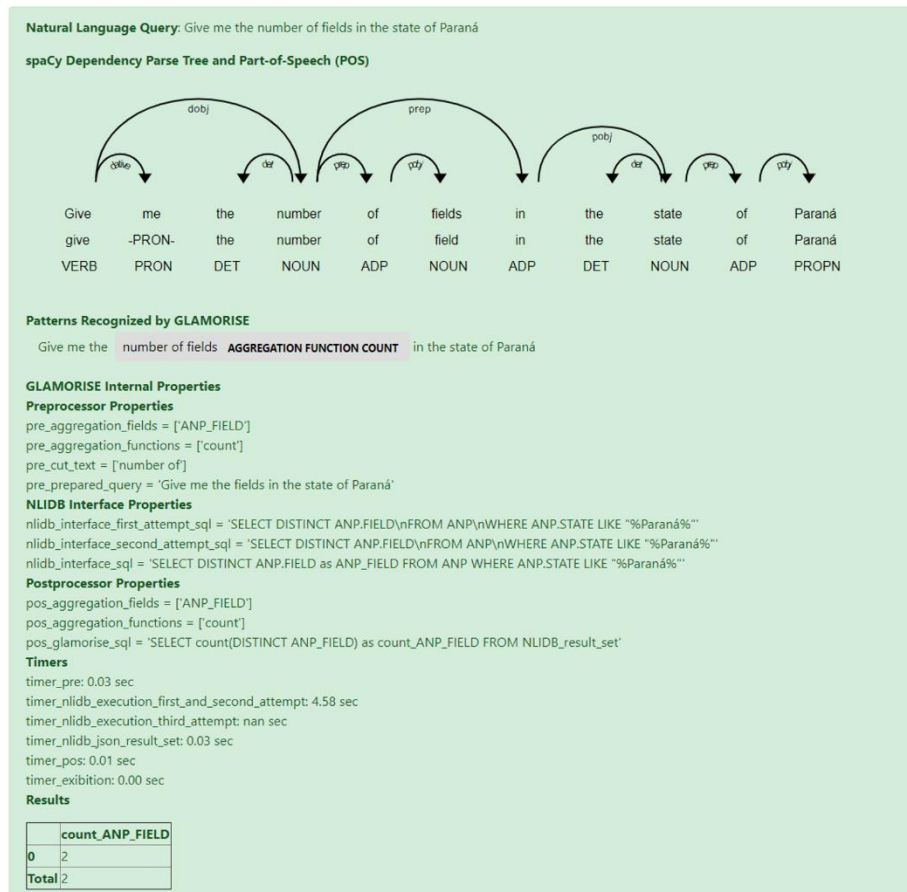 Natural Language Query: Give me the number of fields in the state of Paraná
spaCy Dependency Parse Tree and Part-of-Speech (POS)
dobj prep pobj
dative det prep pobj det prep pobj
Give me the number of fields in the state of Paraná
give -PRON- the number of field in the state of Paraná
VERB PRON DET NOUN ADP NOUN ADP DET NOUN ADP PROPN
Patterns Recognized by GLAMORISE
Give me the number of fields AGGREGATION FUNCTION COUNT in the state of Paraná
GLAMORISE Internal Properties
Preprocessor Properties
pre_aggregation_fields = ['ANP_FIELD']
pre_aggregation_functions = ['count']
pre_cut_text = ['number of']
pre_prepared_query = 'Give me the fields in the state of Paraná'
NLIDB Interface Properties
nlidb_interface_first_attempt_sql = 'SELECT DISTINCT ANP.FIELD\nFROM ANP\nWHERE ANP.STATE LIKE "%Paraná%"'
nlidb_interface_second_attempt_sql = 'SELECT DISTINCT ANP.FIELD\nFROM ANP\nWHERE ANP.STATE LIKE "%Paraná%"'
nlidb_interface_sql = 'SELECT DISTINCT ANP.FIELD as ANP_FIELD FROM ANP WHERE ANP.STATE LIKE "%Paraná%"'
Postprocessor Properties
pos_aggregation_fields = ['ANP_FIELD']
pos_aggregation_functions = ['count']
pos_glamorise_sql = 'SELECT count(DISTINCT ANP_FIELD) as count_ANP_FIELD FROM NLIDB_result_set'
Timers
timer_pre: 0.03 sec
timer_nlidb_execution_first_and_second_attempt: 4.58 sec
timer_nlidb_execution_third_attempt: nan sec
timer_nlidb_json_result_set: 0.03 sec
timer_pos: 0.01 sec
timer_exibition: 0.00 sec
Results
count_ANP_FIELD
0 2
Total 2